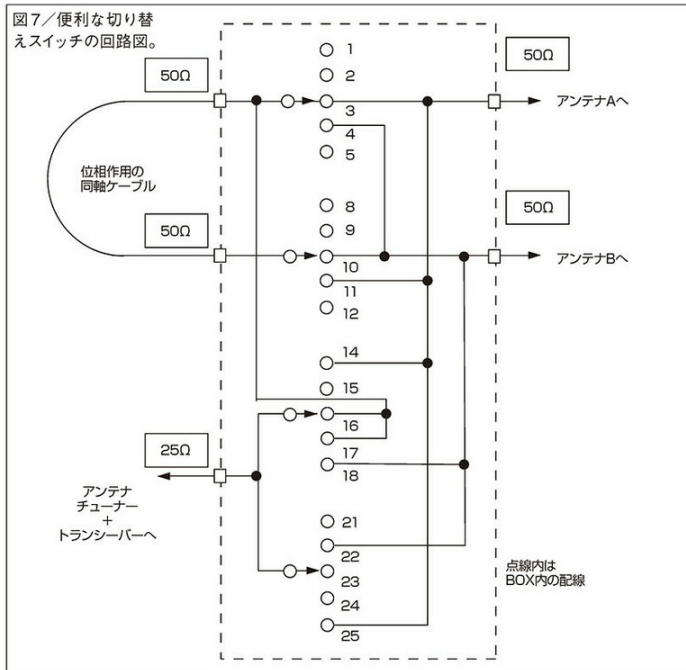 図7／便利な切り替
えスイッチの回路図。
50Ω
50Ω
アンテナAへ
位相作用の
同軸ケーブル
50Ω
50Ω
アンテナBへ
25Ω
アンテナ
チューナー
+
トランシーバーへ
1
2
3
4
5
8
9
10
11
12
14
15
16
17
18
21
22
23
24
25
点線内は
BOX内の配線